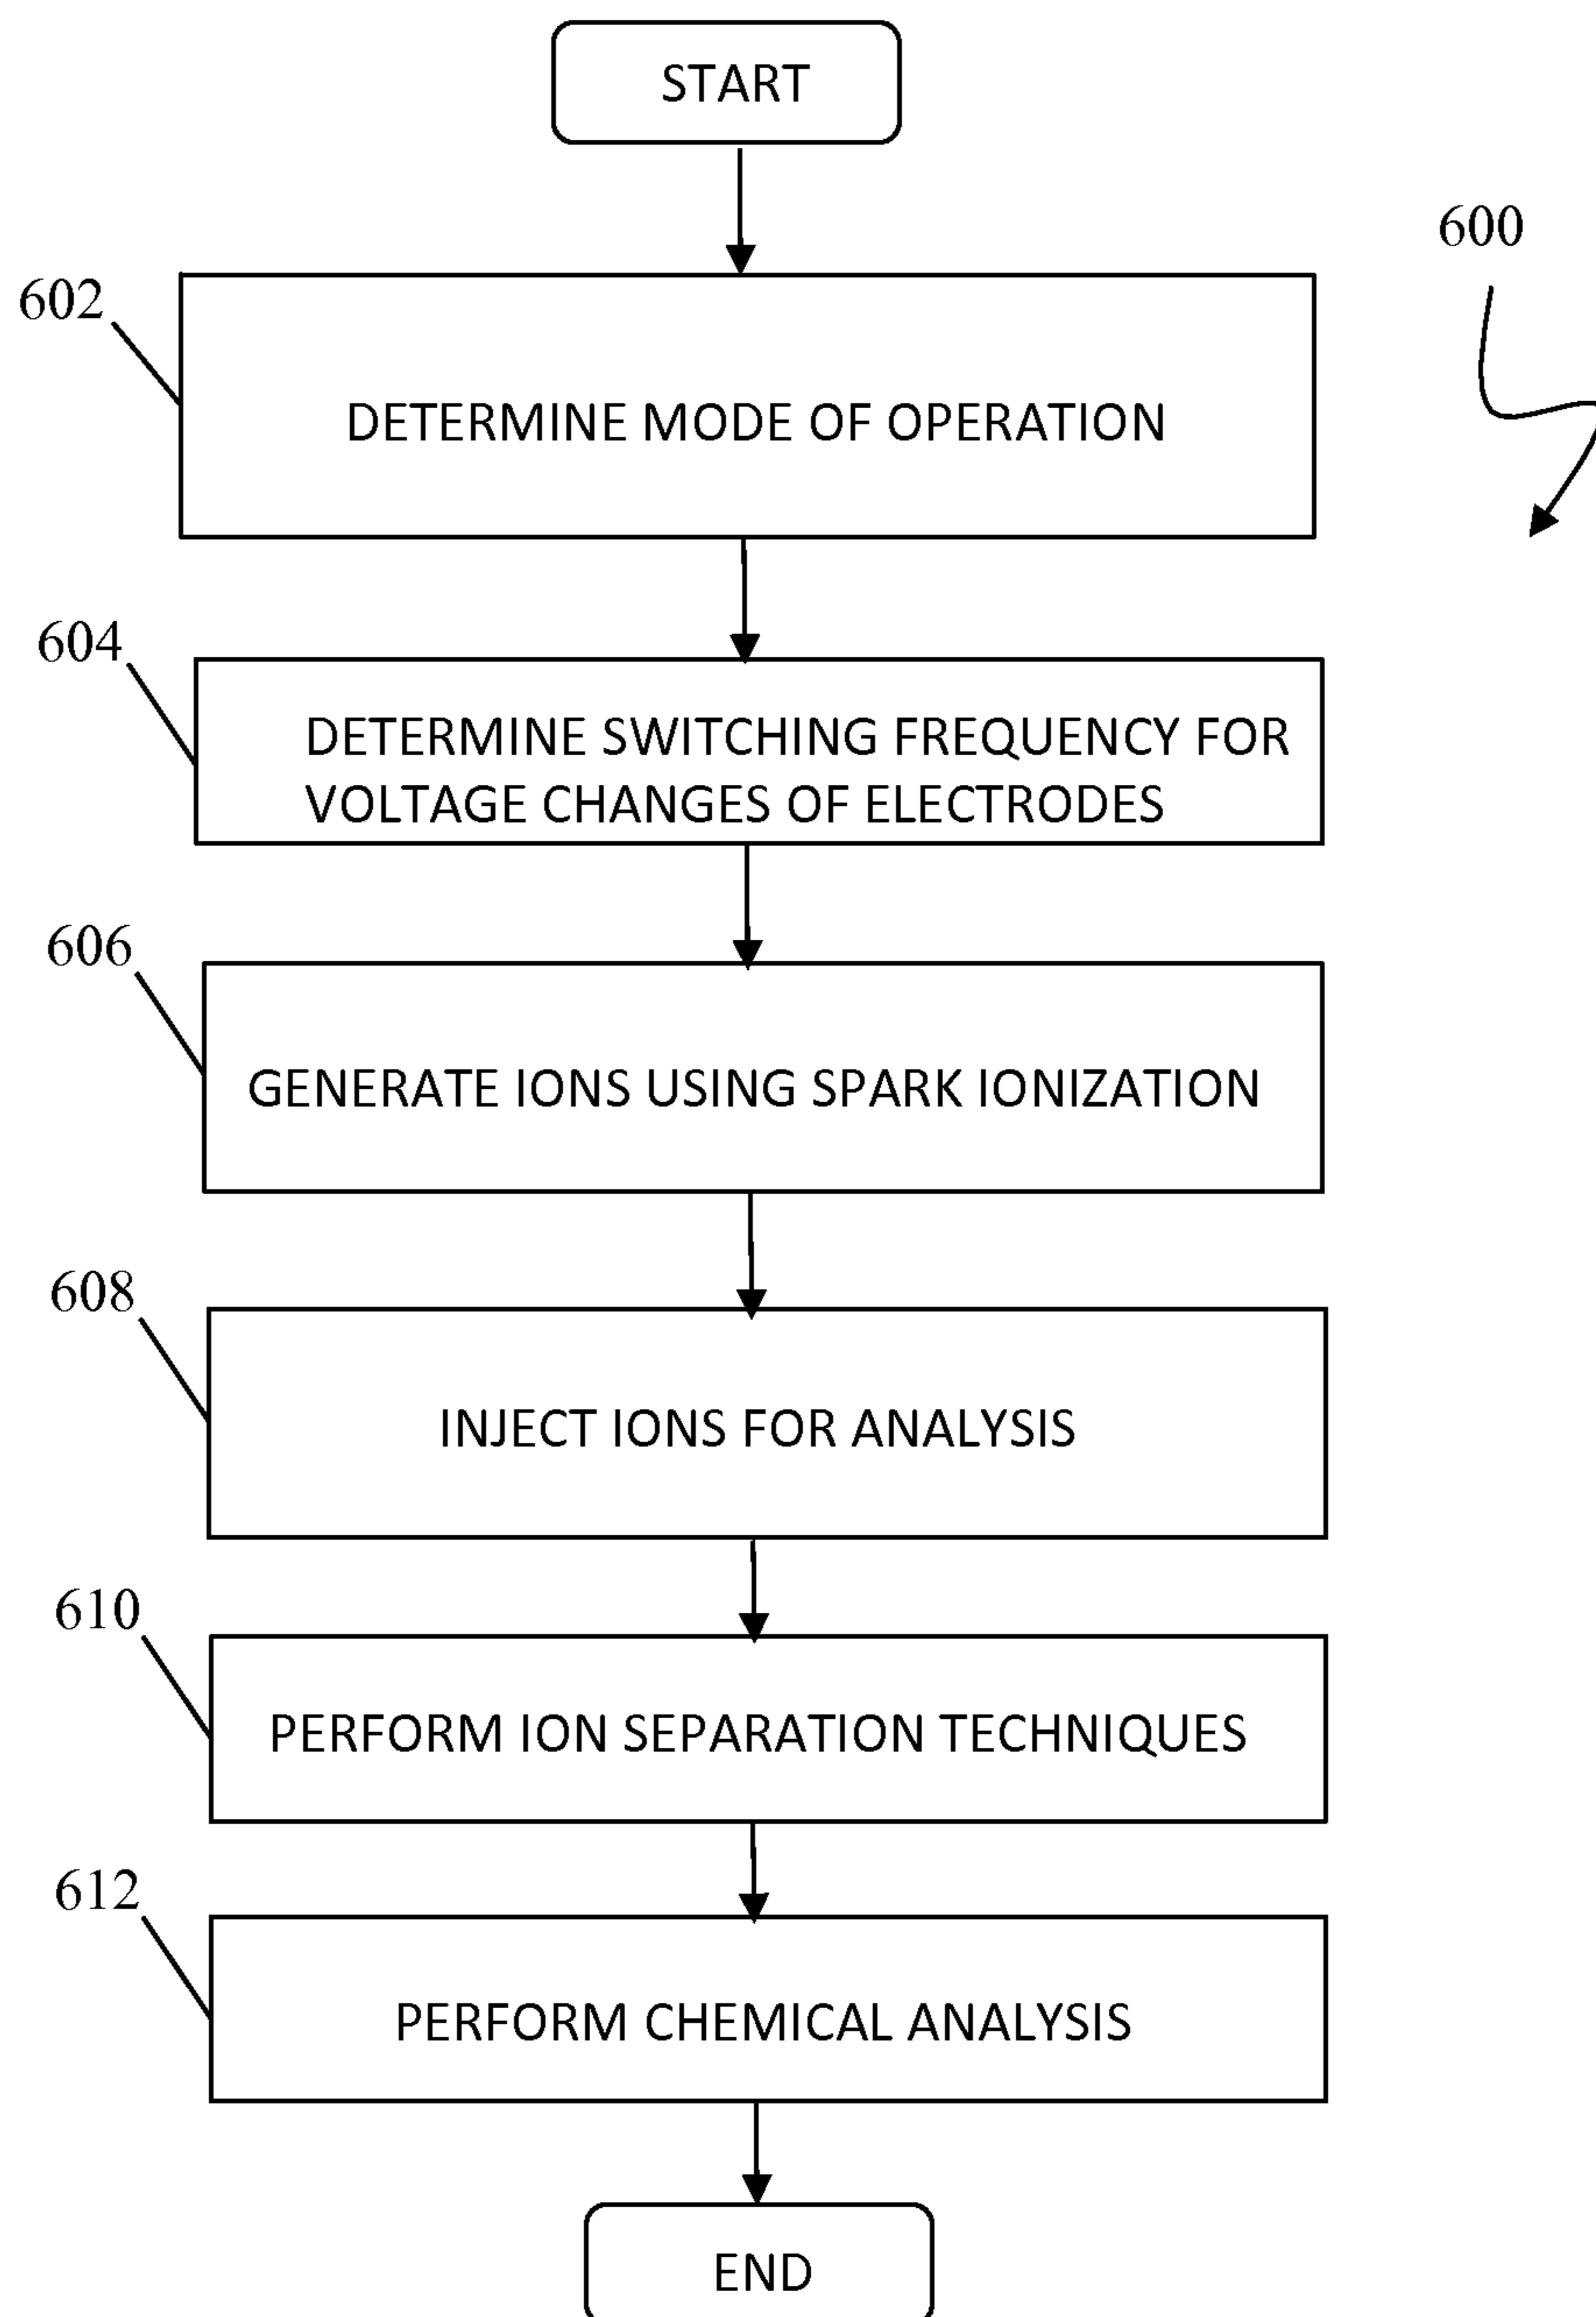 START
600
602
DETERMINE MODE OF OPERATION
604
DETERMINE SWITCHING FREQUENCY FOR
VOLTAGE CHANGES OF ELECTRODES
606
GENERATE IONS USING SPARK IONIZATION
608
INJECT IONS FOR ANALYSIS
610
PERFORM ION SEPARATION TECHNIQUES
612
PERFORM CHEMICAL ANALYSIS
END